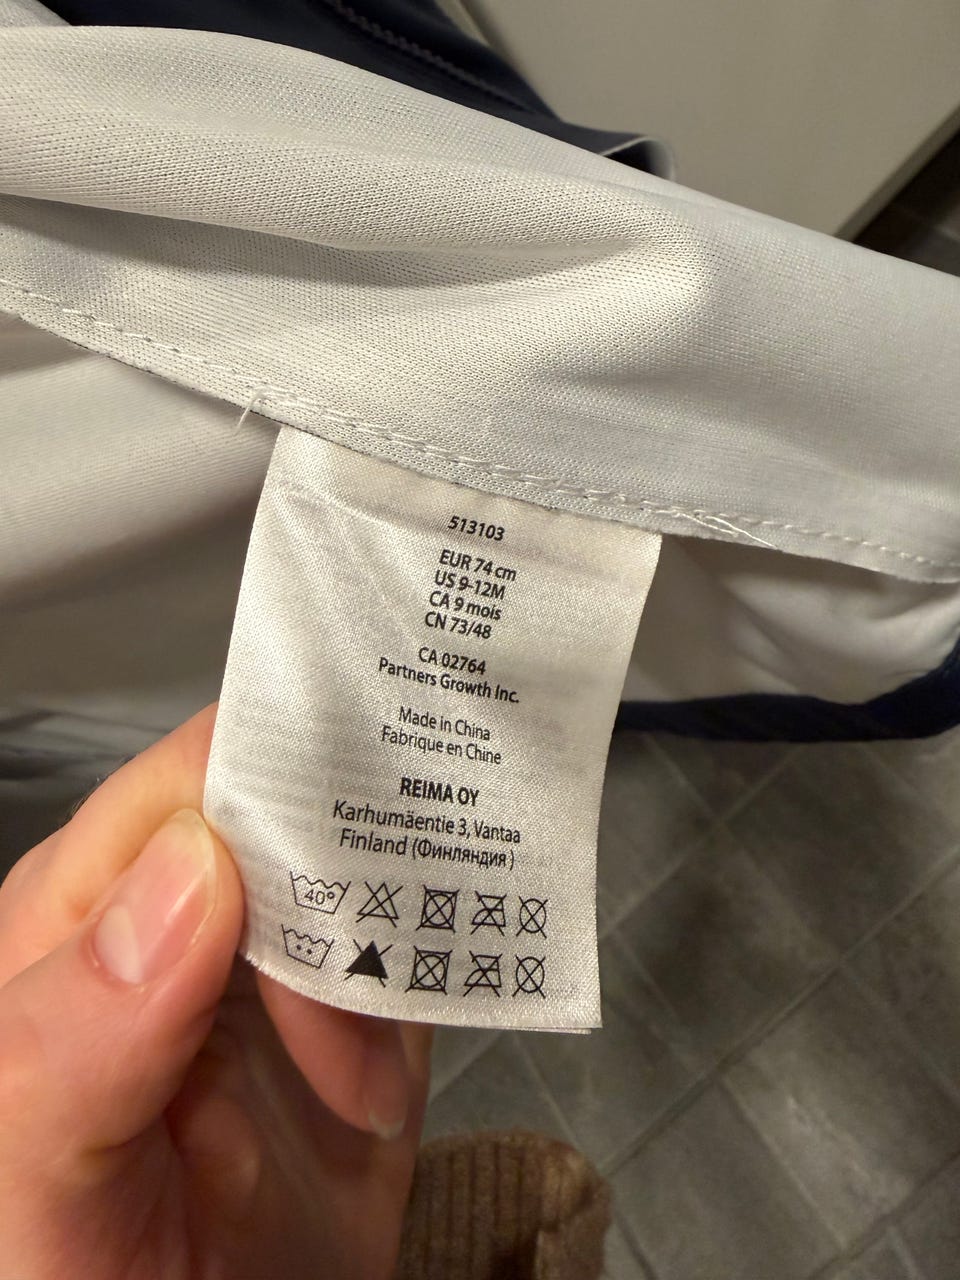 513103
EUR 74 cm
US 9-12M
CA 9 mois
CN 73/48
CA 02764
Partners Growth Inc.
Made in China
Fabrique en Chine
REIMA OY
Karhumäentie 3, Vantaa
Finland (Финляндия)
40°